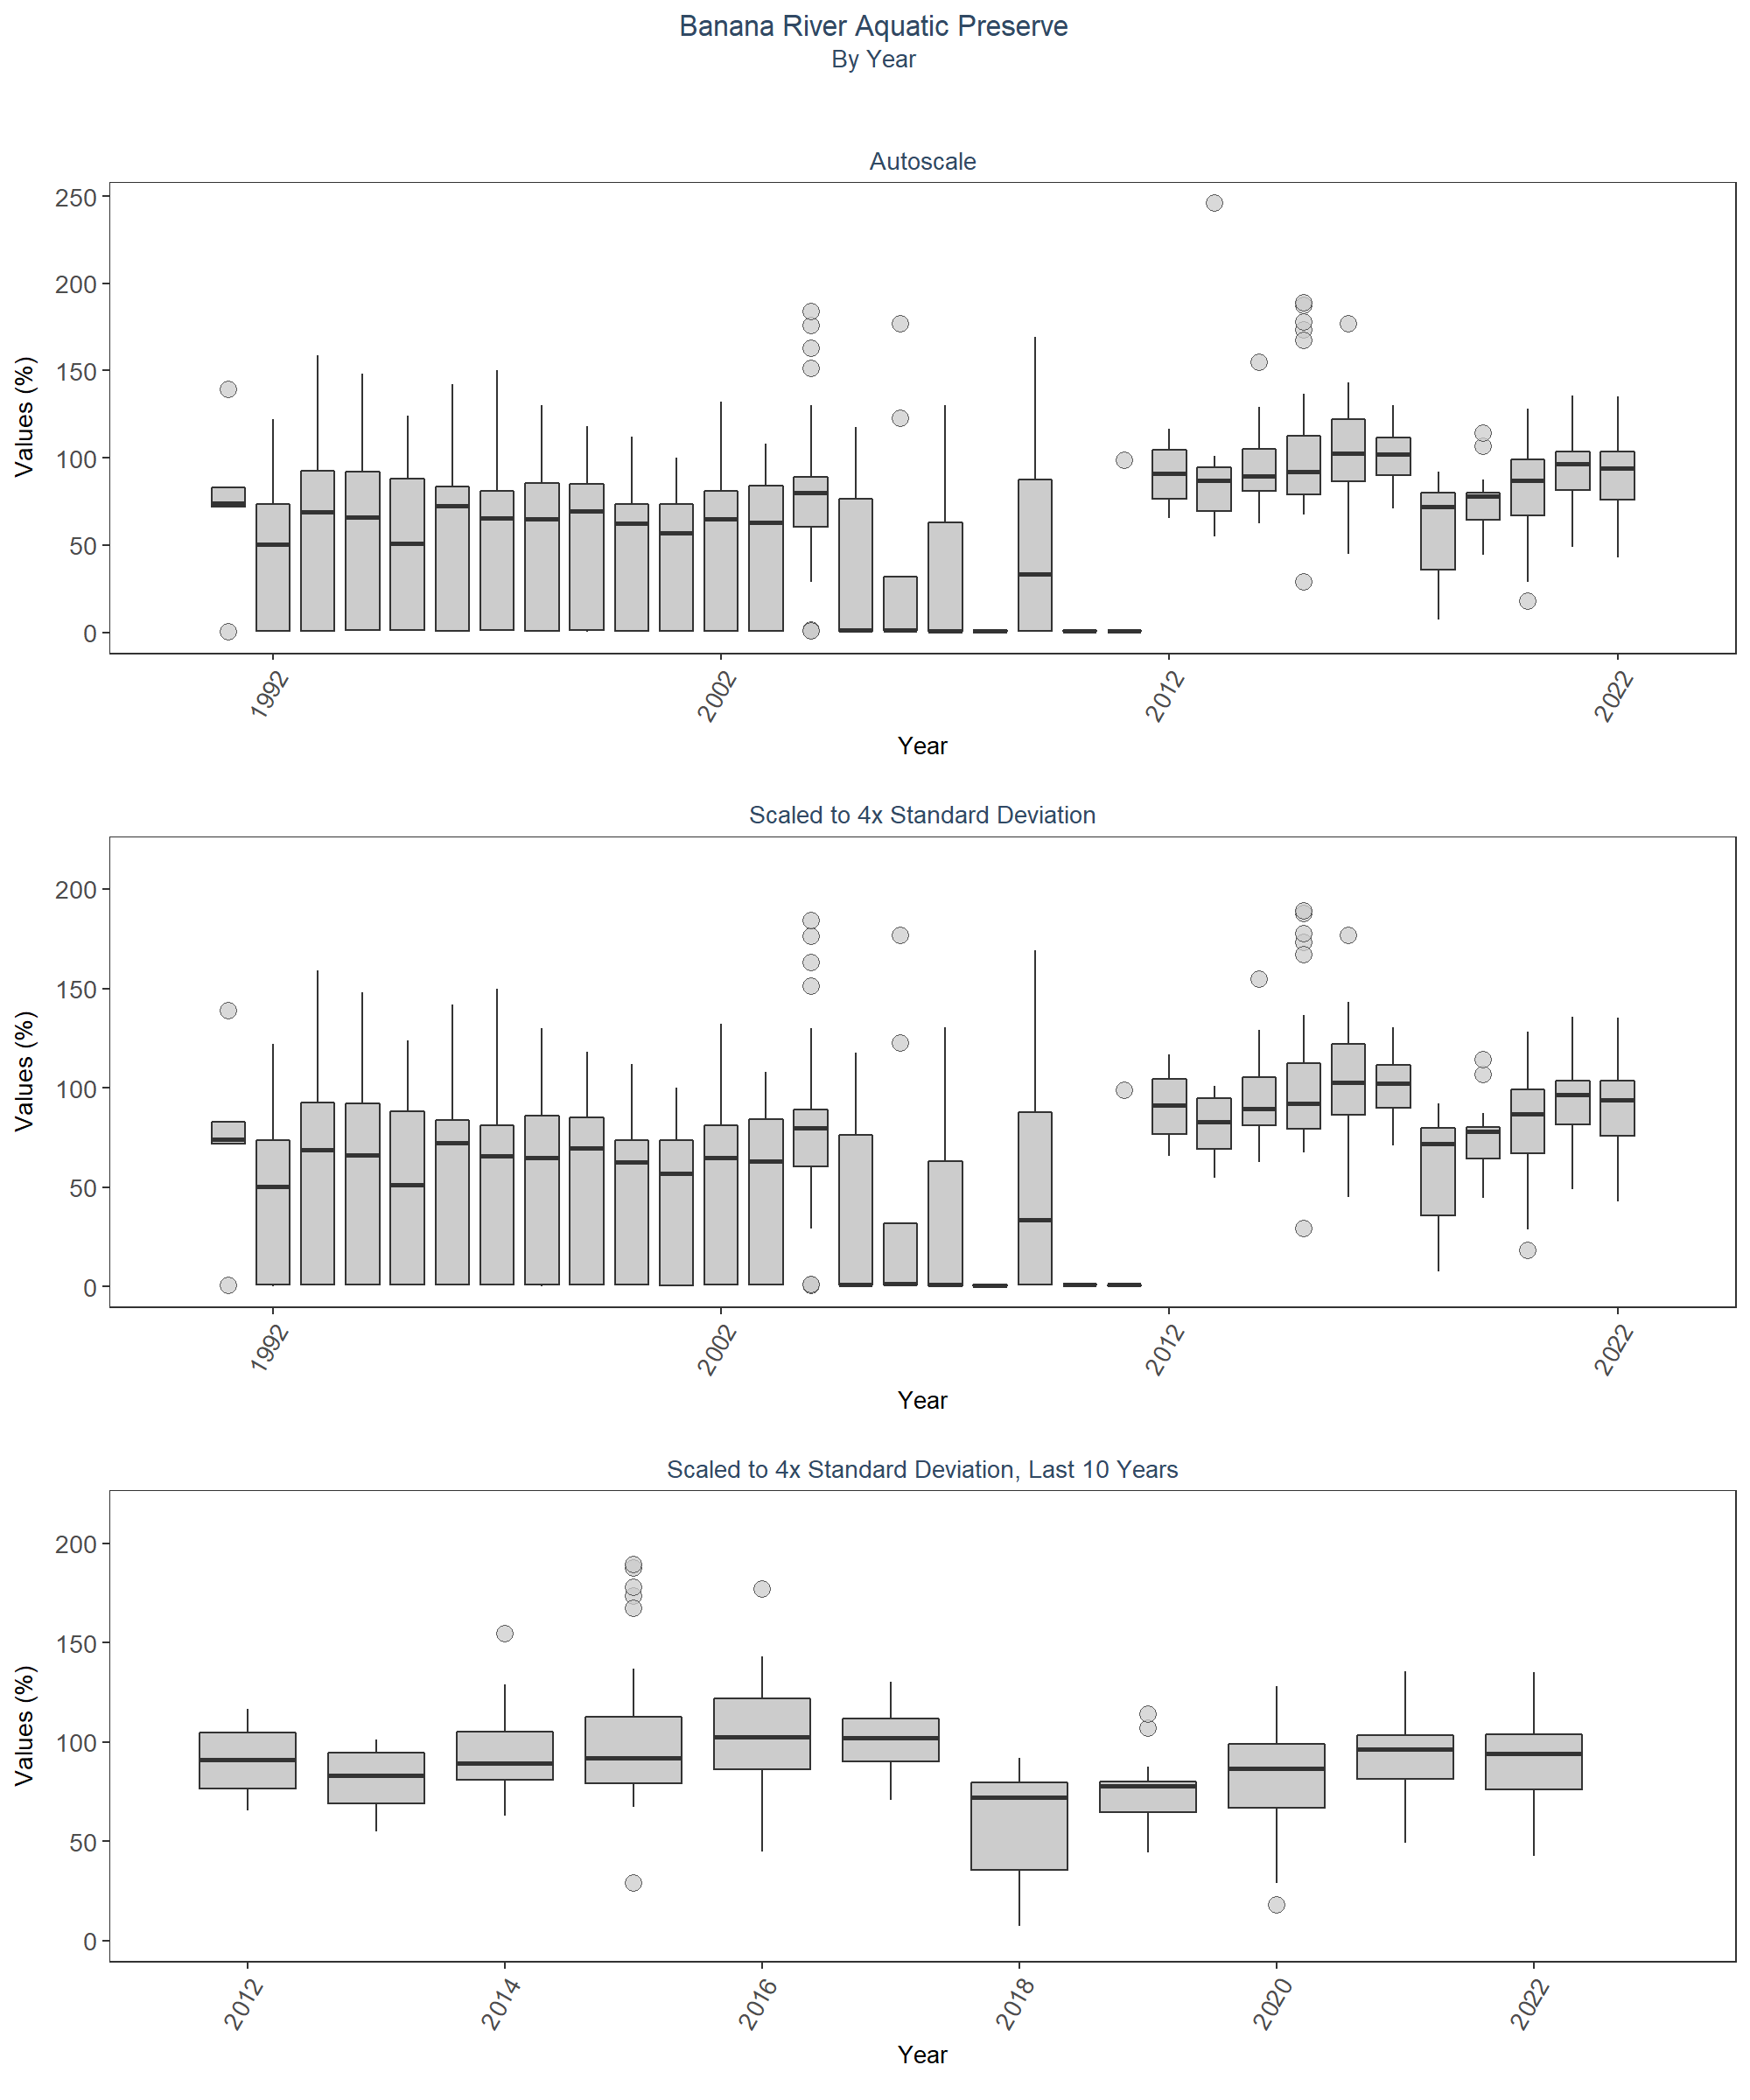 Banana River Aquatic Preserve
By Year
Autoscale
Values (%)
250
200
150
100
50
0
1992
2002
2012
2022
Year
Scaled to 4x Standard Deviation
Values (%)
200
150
100
50
0
1992
2002
2012
2022
Year
Scaled to 4x Standard Deviation, Last 10 Years
Values (%)
200
150
100
50
0
2012
2014
2016
2018
2020
2022
Year